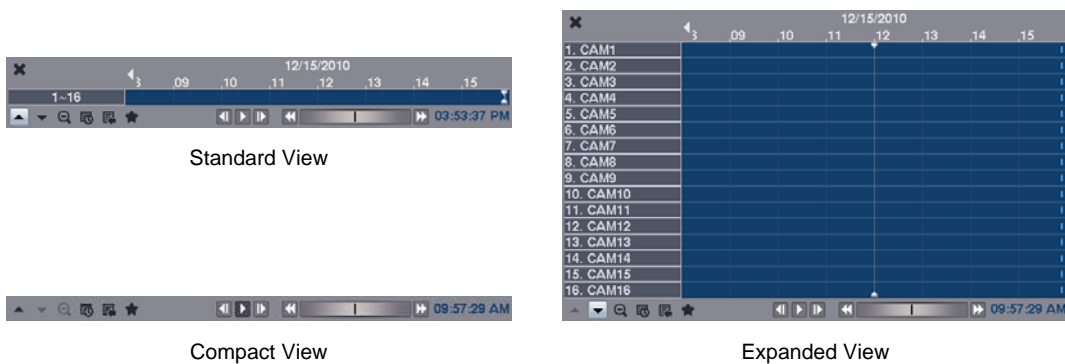 12/15/2010
3 ,09 ,10 ,11 ,12 ,13 ,14 ,15
1~16
03:53:37 PM
Standard View
09:57:29 AM
Compact View
12/15/2010
3 ,09 ,10 ,11 ,12 ,13 ,14 ,15
1. CAM1
2. CAM2
3. CAM3
4. CAM4
5. CAM5
6. CAM6
7. CAM7
8. CAM8
9. CAM9
10. CAM10
11. CAM11
12. CAM12
13. CAM13
14. CAM14
15. CAM15
16. CAM16
09:57:29 AM
Expanded View